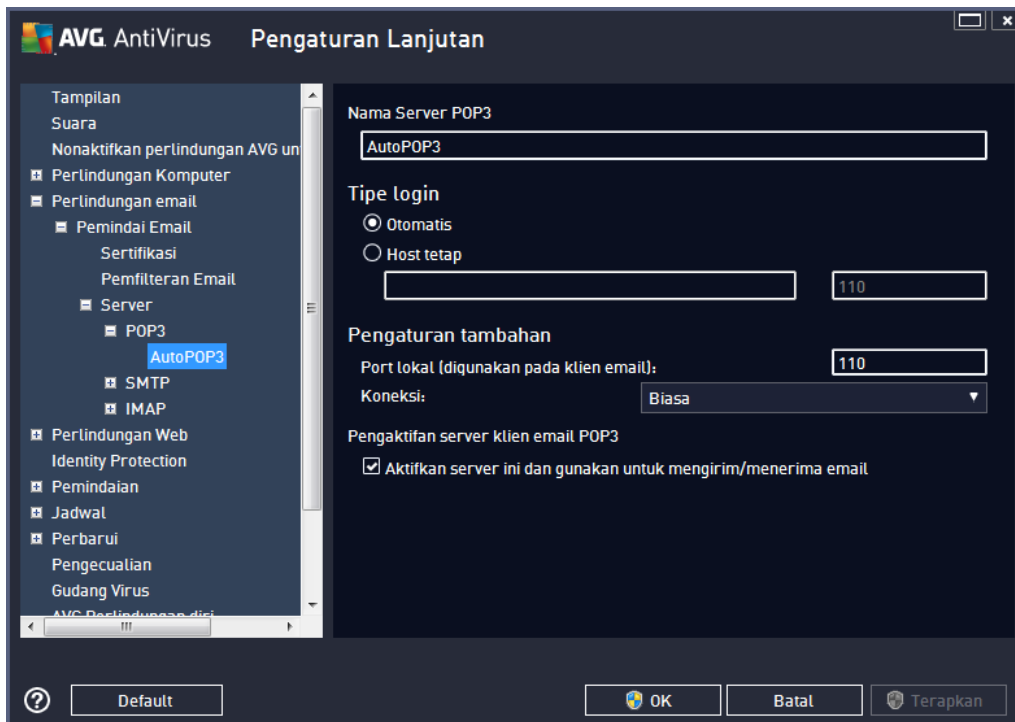 AVG AntiVirus Pengaturan Lanjutan
Tampilan
Suara
Nonaktifkan perlindungan AVG un
Perlindungan Komputer
Perlindungan email
Pemindai Email
Sertifikasi
Pemfilteran Email
Server
POP3
AutoPOP3
SMTP
IMAP
Perlindungan Web
Identity Protection
Pemindaian
Jadwal
Perbarui
Pengecualian
Gudang Virus
AVG Perlindungan diri
Nama Server POP3
AutoPOP3
Tipe login
Otomatis
Host tetap
110
Pengaturan tambahan
Port lokal (digunakan pada klien email):
110
Koneksi:
Biasa
Pengaktifan server klien email POP3
Aktifkan server ini dan gunakan untuk mengirim/menerima email
Default
OK
Batal
Terapkan